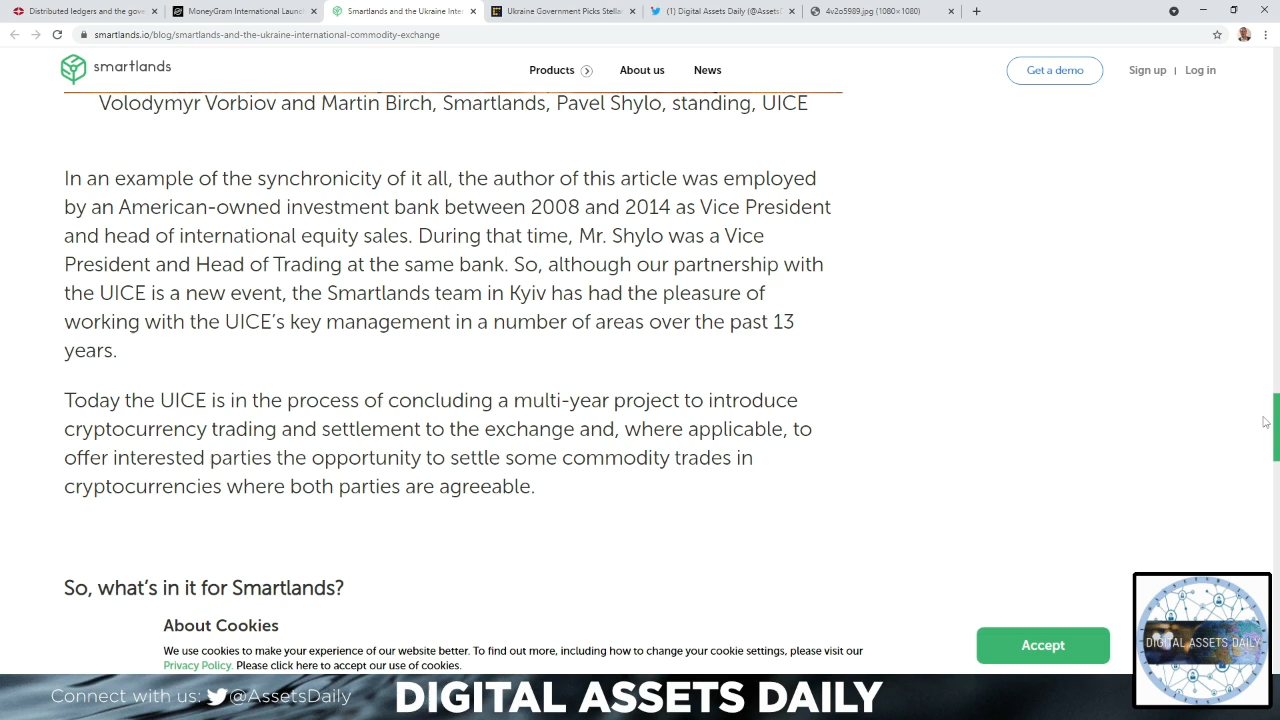 Distributed ledgers and the gove
MoneyGram International Launc
Smartlands and the Ukraine Inte
Ukraine Government Picks Stella
(1) Digital Assets Daily (@Assets
4v2o5989.jpg (1080×1080)
smartlands.io/blog/smartlands-and-the-ukraine-international-commodity-exchange
smartlands
Products
About us
News
Get a demo
Sign up | Log in
Volodymyr Vorbiov and Martin Birch, Smartlands, Pavel Shylo, standing, UICE
In an example of the synchronicity of it all, the author of this article was employed
by an American-owned investment bank between 2008 and 2014 as Vice President
and head of international equity sales. During that time, Mr. Shylo was a Vice
President and Head of Trading at the same bank. So, although our partnership with
the UICE is a new event, the Smartlands team in Kyiv has had the pleasure of
working with the UICE’s key management in a number of areas over the past 13
years.
Today the UICE is in the process of concluding a multi-year project to introduce
cryptocurrency trading and settlement to the exchange and, where applicable, to
offer interested parties the opportunity to settle some commodity trades in
cryptocurrencies where both parties are agreeable.
So, what’s in it for Smartlands?
About Cookies
We use cookies to make your experience of our website better. To find out more, including how to change your cookie settings, please visit our
Privacy Policy. Please click here to accept our use of cookies.
Accept
DIGITAL ASSETS DAILY
Connect with us: @AssetsDaily
DIGITAL ASSETS DAILY